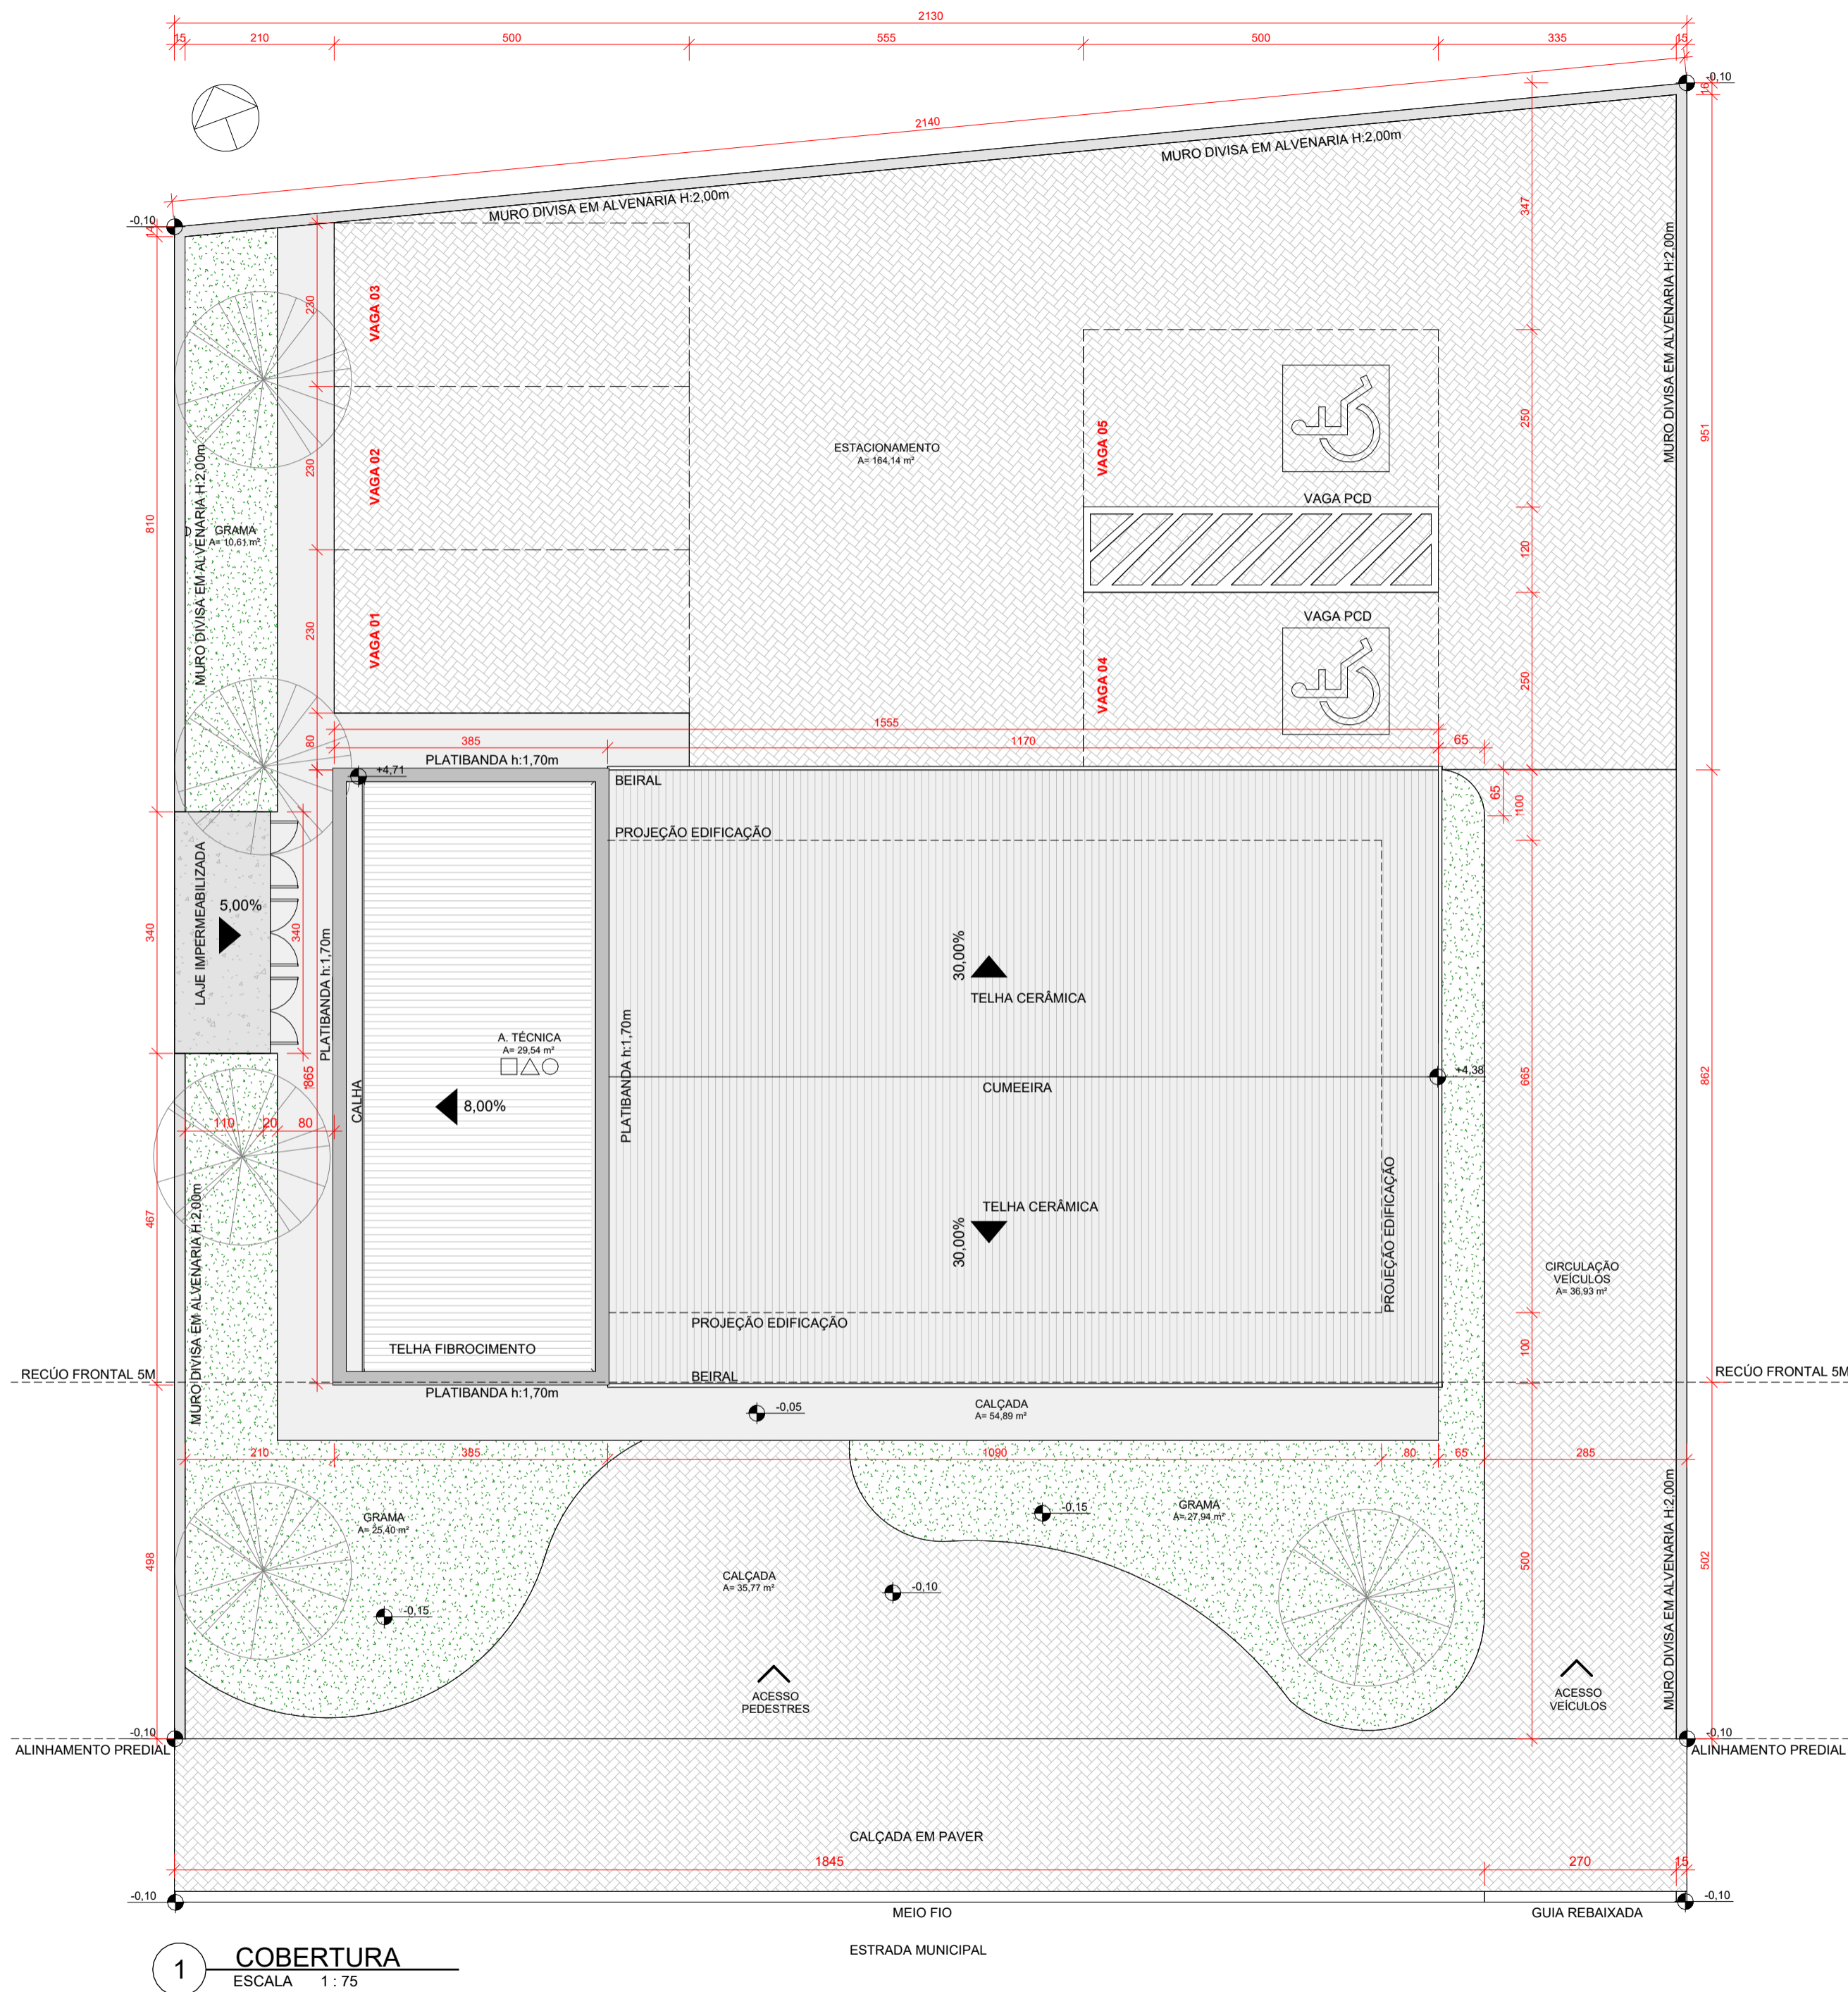 2130
15
210
500
555
500
335
15
-0,10
16
2140
MURO DIVISA EM ALVENARIA H:2,00m
MURO DIVISA EM ALVENARIA H:2,00m
-0,10
14
347
MURO DIVISA EM ALVENARIA H:2,00m
230
VAGA 03
230
VAGA 02
ESTACIONAMENTO
A= 164,14 m²
VAGA 05
250
951
VAGA PCD
810
MURO DIVISA EM ALVENARIA H:2,00m
GRAMA
A= 10,61 m²
120
VAGA PCD
230
VAGA 01
VAGA 04
250
80
1555
385
1170
65
PLATIBANDA h:1,70m
+4,71
BEIRAL
65
100
PROJEÇÃO EDIFICAÇÃO
LAJE IMPERMEABILIZADA
5,00%
340
340
PLATIBANDA h:1,70m
30,00%
TELHA CERÂMICA
A. TÉCNICA
A= 29,54 m²
PLATIBANDA h:1,70m
865
CALHA
8,00%
CUMEEIRA
+4,38
665
862
110
20
80
467
MURO DIVISA EM ALVENARIA H:2,00m
TELHA CERÂMICA
30,00%
PROJEÇÃO EDIFICAÇÃO
CIRCULAÇÃO
VEÍCULOS
A= 36,93 m²
PROJEÇÃO EDIFICAÇÃO
TELHA FIBROCIMENTO
100
RECÚO FRONTAL 5M
RECÚO FRONTAL 5M
BEIRAL
PLATIBANDA h:1,70m
-0,05
CALÇADA
A= 54,89 m²
210
385
1090
80
65
285
GRAMA
A= 25,40 m²
-0,15
GRAMA
A= 27,94 m²
498
500
502
MURO DIVISA EM ALVENARIA H:2,00m
CALÇADA
A= 35,77 m²
-0,10
-0,15
ACESSO
PEDESTRES
ACESSO
VEÍCULOS
-0,10
-0,10
ALINHAMENTO PREDIAL
ALINHAMENTO PREDIAL
CALÇADA EM PAVER
1845
270
15
-0,10
-0,10
MEIO FIO
GUIA REBAIXADA
ESTRADA MUNICIPAL
1
COBERTURA
ESCALA 1 : 75